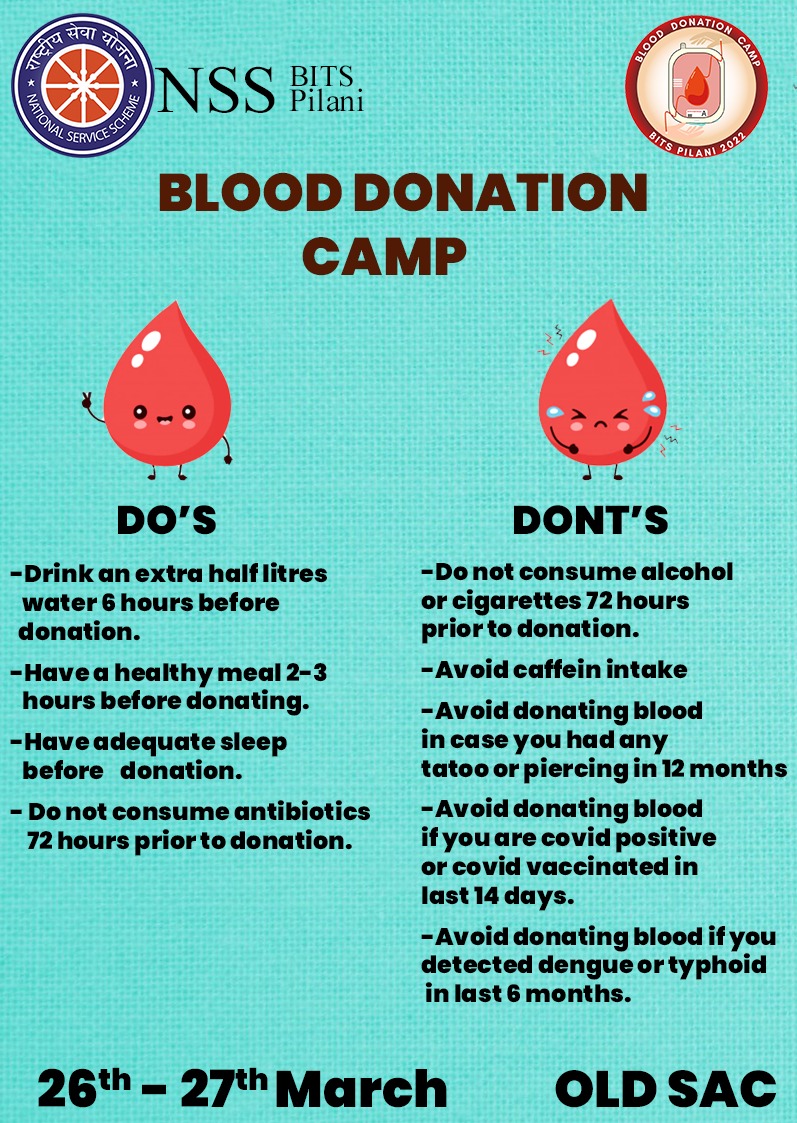 राष्ट्रीय सेवा योजना
NATIONAL SERVICE SCHEME
NSS BITS
Pilani
BLOOD DONATION CAMP
BITS PILANI 2022
BLOOD DONATION
CAMP
DO'S
-Drink an extra half litres
water 6 hours before
donation.
-Have a healthy meal 2-3
hours before donating.
-Have adequate sleep
before donation.
- Do not consume antibiotics
72 hours prior to donation.
DONT'S
-Do not consume alcohol
or cigarettes 72 hours
prior to donation.
-Avoid caffein intake
-Avoid donating blood
in case you had any
tatoo or piercing in 12 months
-Avoid donating blood
if you are covid positive
or covid vaccinated in
last 14 days.
-Avoid donating blood if you
detected dengue or typhoid
in last 6 months.
26th - 27th March
OLD SAC